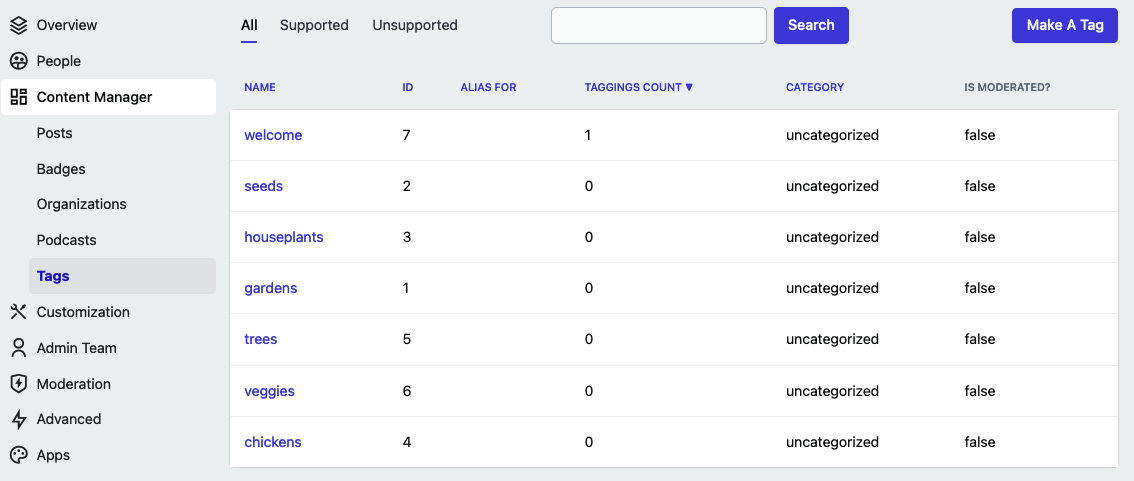 Overview
People
Content Manager
Posts
Badges
Organizations
Podcasts
Tags
Customization
Admin Team
Moderation
Advanced
Apps
All Supported Unsupported Search Make A Tag
NAME ID ALIAS FOR TAGGINGS COUNT ▼ CATEGORY IS MODERATED?
welcome 7 1 uncategorized false
seeds 2 0 uncategorized false
houseplants 3 0 uncategorized false
gardens 1 0 uncategorized false
trees 5 0 uncategorized false
veggies 6 0 uncategorized false
chickens 4 0 uncategorized false